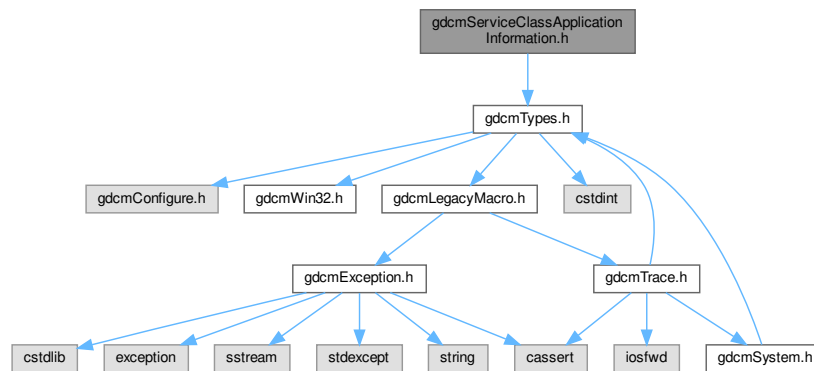 gdcmServiceClassApplication
Information.h
gdcmTypes.h
gdcmConfigure.h
gdcmWin32.h
gdcmLegacyMacro.h
cstdint
gdcmException.h
gdcmTrace.h
cstdlib
exception
sstream
stdexcept
string
cassert
iosfwd
gdcmSystem.h